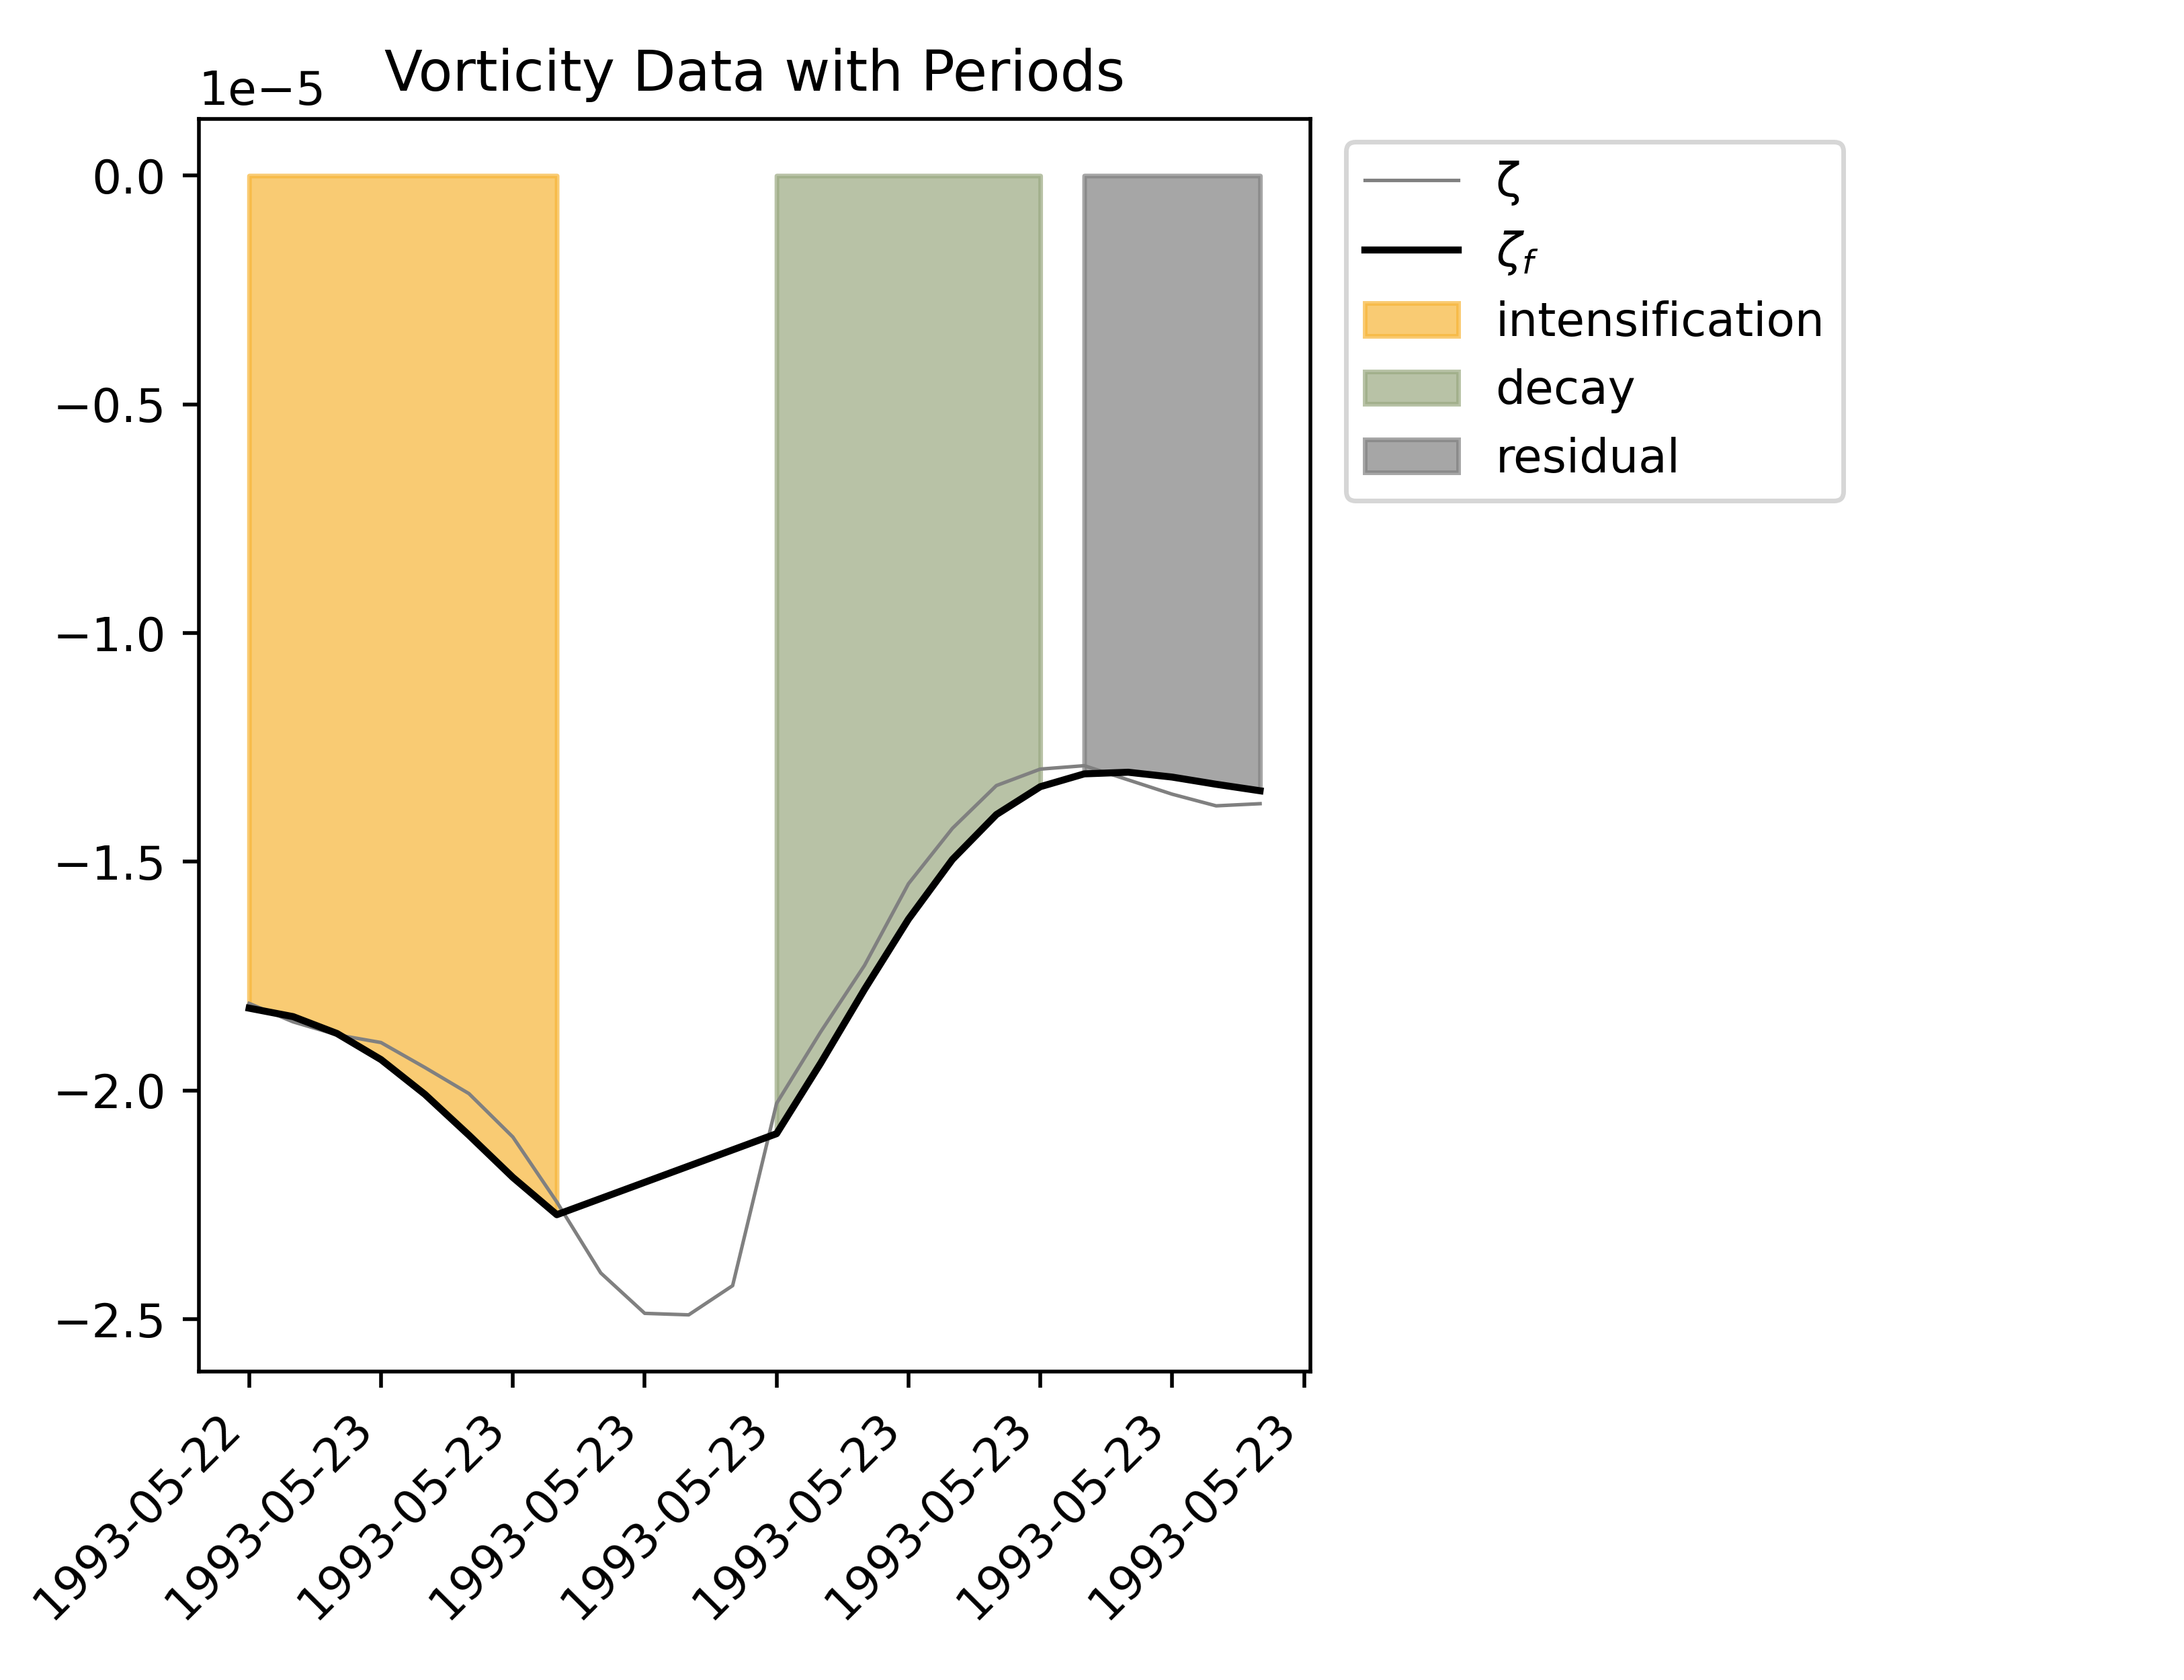 Vorticity Data with Periods
1e−5
0.0
−0.5
−1.0
−1.5
−2.0
−2.5
1993-05-22
1993-05-23
1993-05-23
1993-05-23
1993-05-23
1993-05-23
1993-05-23
1993-05-23
1993-05-23
ζ
ζf
intensification
decay
residual